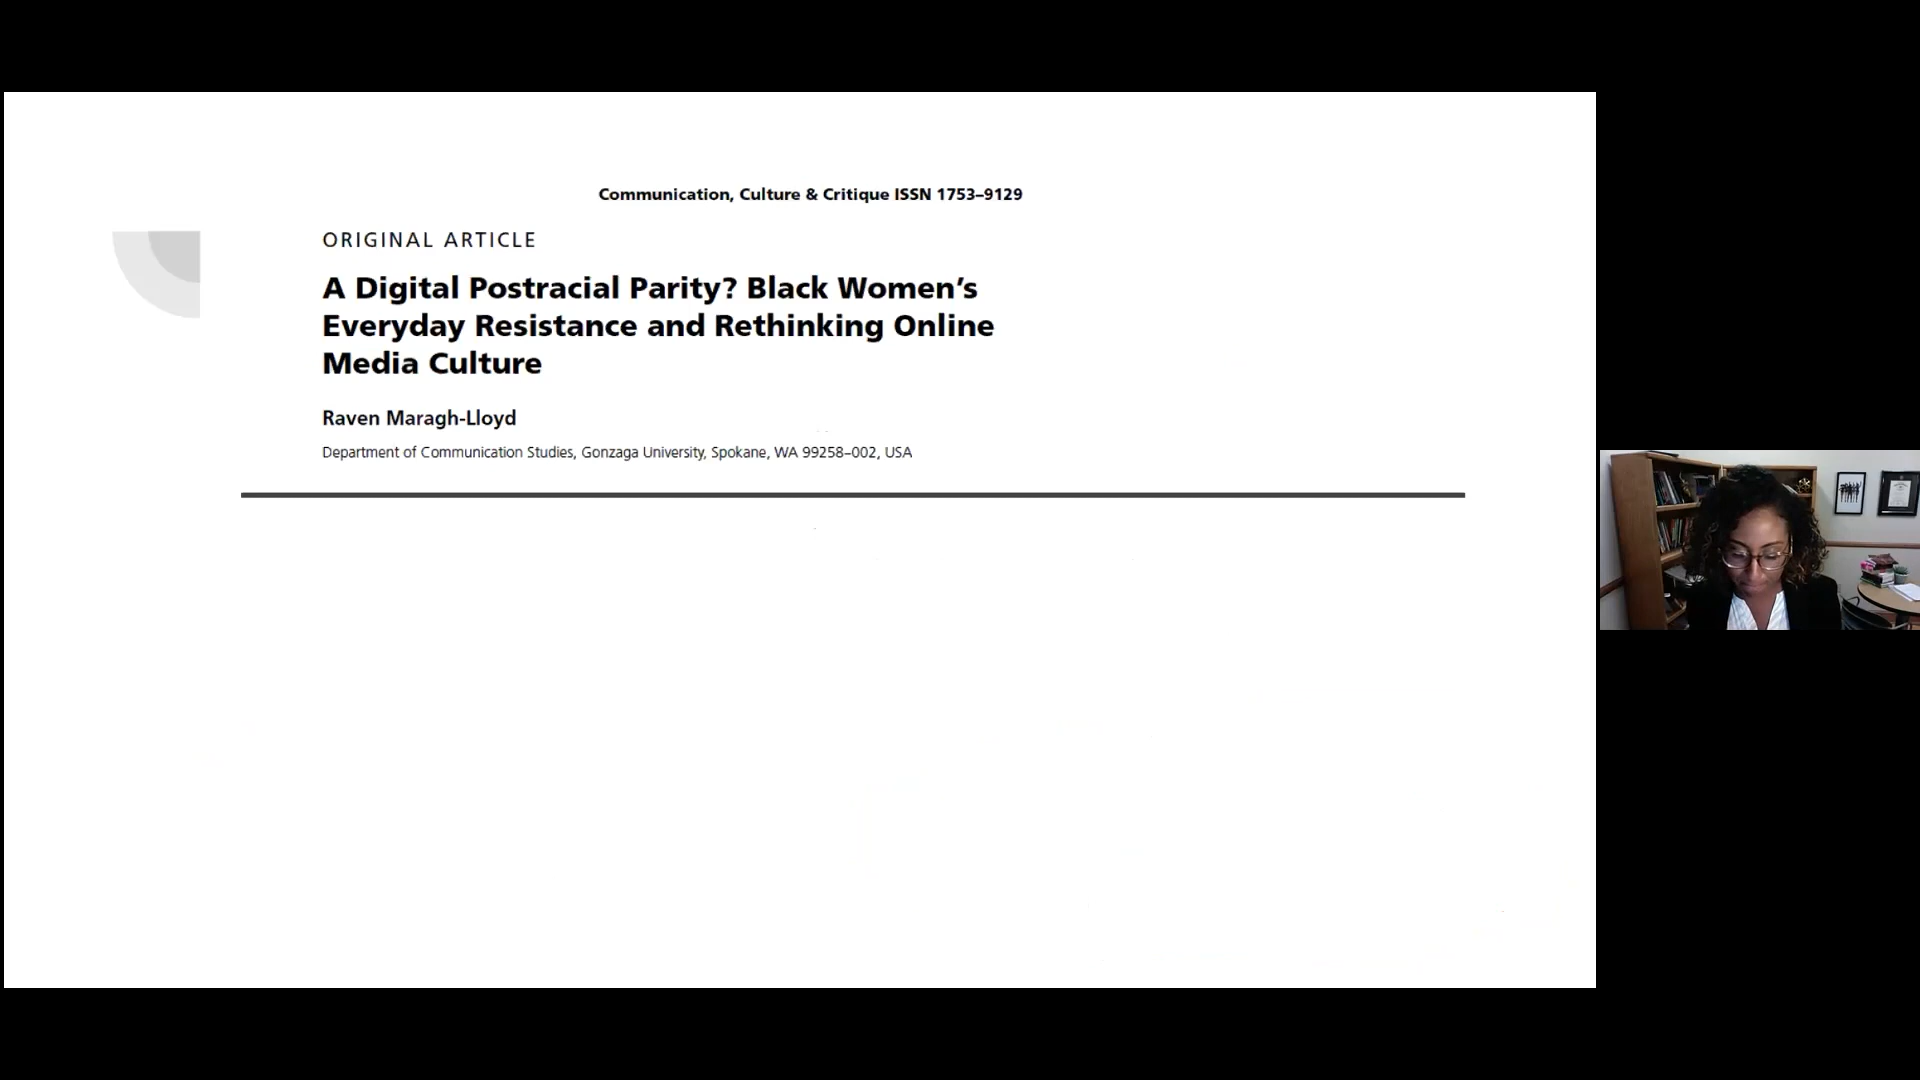 Communication, Culture & Critique ISSN 1753–9129
ORIGINAL ARTICLE
A Digital Postracial Parity? Black Women’s
Everyday Resistance and Rethinking Online
Media Culture
Raven Maragh-Lloyd
Department of Communication Studies, Gonzaga University, Spokane, WA 99258–002, USA